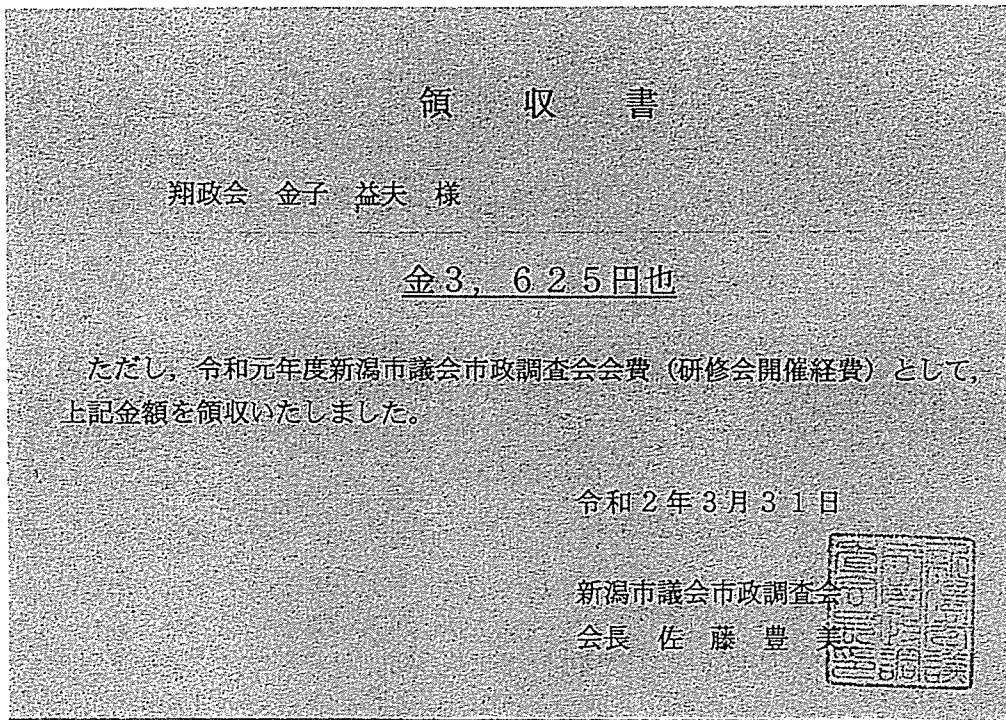 領 収 書
翔政会 金子 益夫 様
金3,625円也
ただし,令和元年度新潟市議会市政調査会会費(研修会開催経費)として,
上記金額を領収いたしました。
令和2年3月31日
新潟市議会市政調査会
会長 佐 藤 豊 美